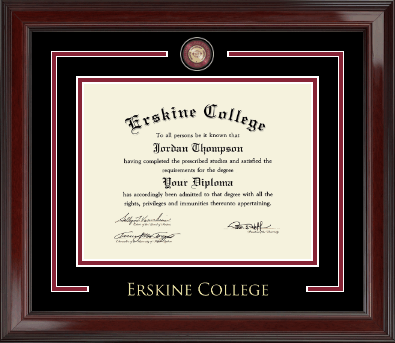 Erskine College
To all persons be it known that
Jordan Thompson
having completed the prescribed studies and satisfied the
requirements for the degree
Your Diploma
has accordingly been admitted to that degree with all the
rights, privileges and immunities thereunto appertaining.
ERSKINE COLLEGE